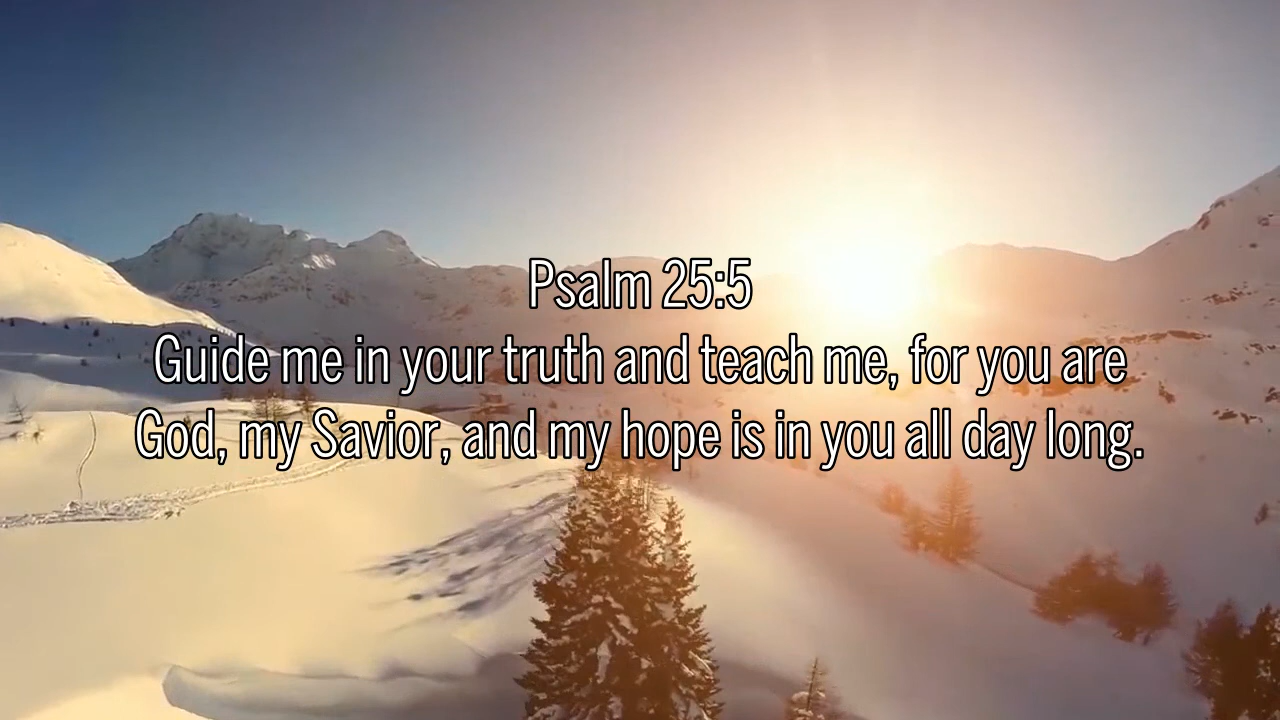 Psalm 25:5
Guide me in your truth and teach me, for you are
God, my Savior, and my hope is in you all day long.